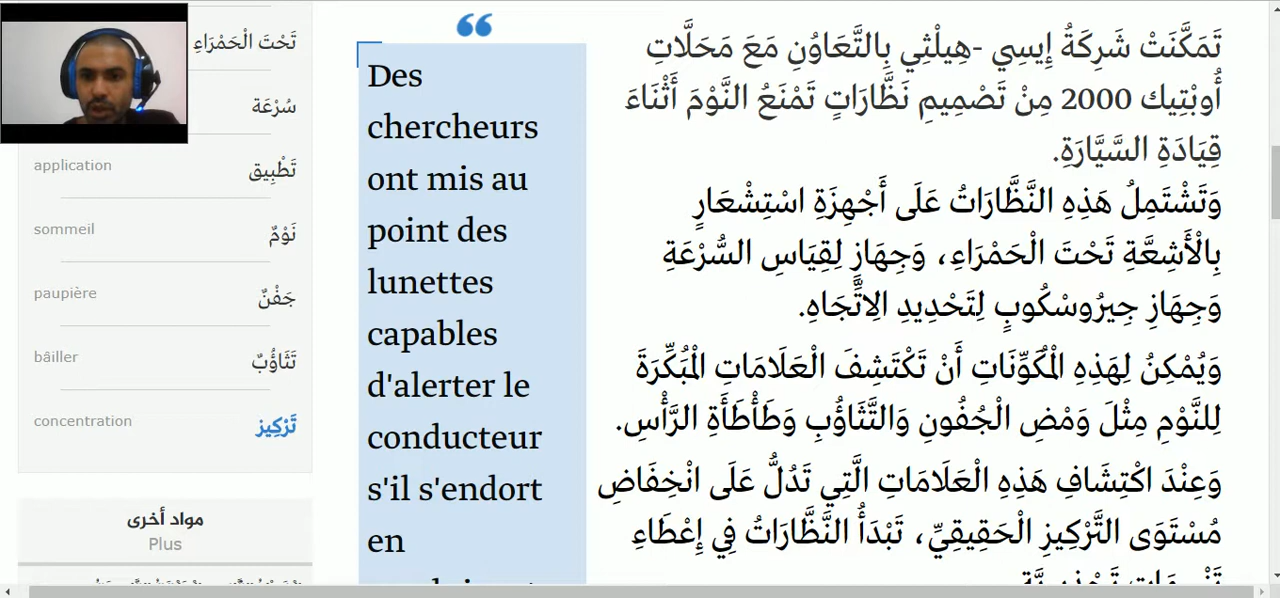 تَحْتَ الْحَمْرَاءِ
سُرْعَة
application
تَطْبِيق
sommeil
نَوْمٌ
paupière
جَفْنٌ
bâiller
تَثَاؤُبٌ
concentration
تَرْكِيز
مواد أخرى
Plus
Des
chercheurs
ont mis au
point des
lunettes
capables
d'alerter le
conducteur
s'il s'endort
en
تَمَكَّنَتْ شَرِكَةُ إِيسِي -هِيلْثِي بِالتَّعَاوُنِ مَعَ مَحَلَّاتِ
أُوبْتِيك 2000 مِنْ تَصْمِيمِ نَظَّارَاتٍ تَمْنَعُ النَّوْمَ أَثْنَاءَ
قِيَادَةِ السَّيَّارَةِ.
وَتَشْتَمِلُ هَذِهِ النَّظَّارَاتُ عَلَى أَجْهِزَةِ اسْتِشْعَارٍ
بِالْأَشِعَّةِ تَحْتَ الْحَمْرَاءِ، وَجِهَازٍ لِقِيَاسِ السُّرْعَةِ
وَجِهَازِ جِيرُوسْكُوبٍ لِتَحْدِيدِ الِاتِّجَاهِ.
وَيُمْكِنُ لِهَذِهِ الْمُكَوِّنَاتِ أَنْ تَكْتَشِفَ الْعَلَامَاتِ الْمُبَكِّرَةَ
لِلنَّوْمِ مِثْلَ وَمْضِ الْجُفُونِ وَالتَّثَاؤُبِ وَطَأْطَأَةِ الرَّأْسِ.
وَعِنْدَ اكْتِشَافِ هَذِهِ الْعَلَامَاتِ الَّتِي تَدُلُّ عَلَى انْخِفَاضِ
مُسْتَوَى التَّرْكِيزِ الْحَقِيقِيِّ، تَبْدَأُ النَّظَّارَاتُ فِي إِعْطَاءِ